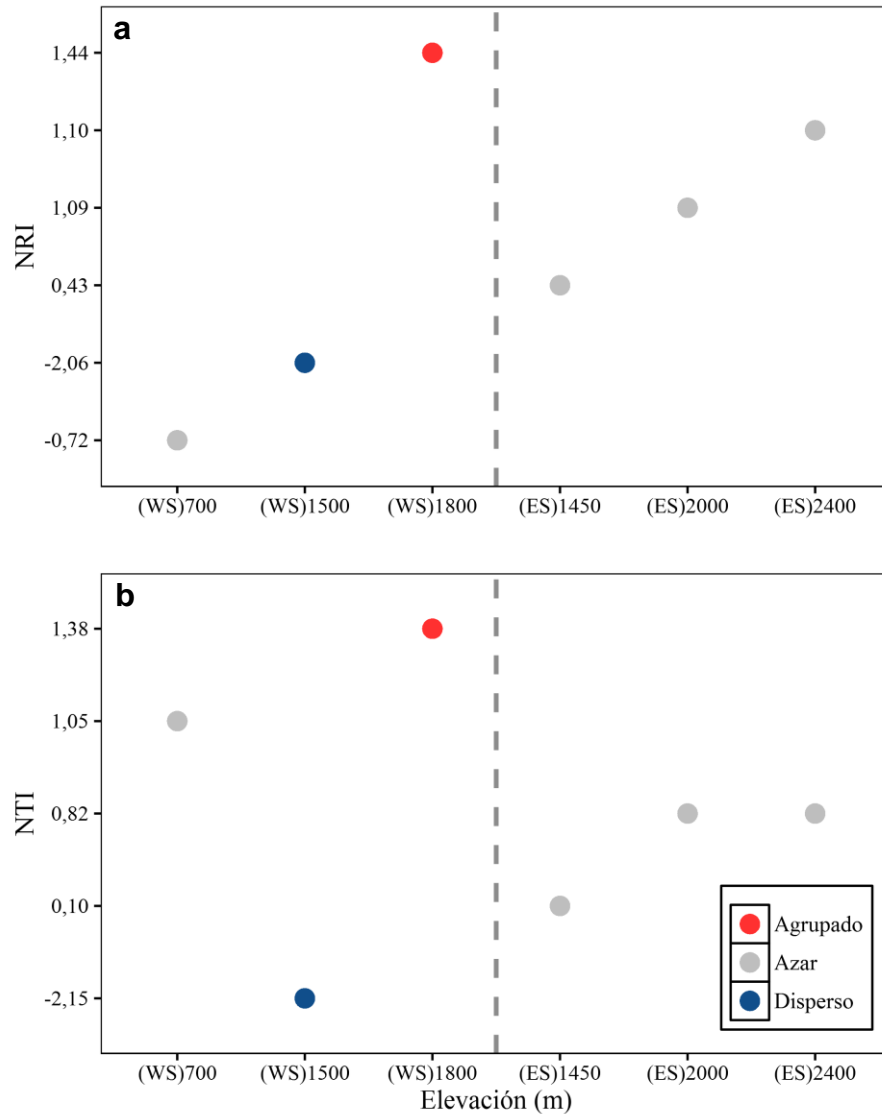 a
1,44
1,10
1,09
0,43
-2,06
-0,72
NRI
(WS)700 (WS)1500 (WS)1800 (ES)1450 (ES)2000 (ES)2400
b
1,38
1,05
0,82
0,10
-2,15
NTI
Agrupado
Azar
Disperso
(WS)700 (WS)1500 (WS)1800 (ES)1450 (ES)2000 (ES)2400
Elevación (m)